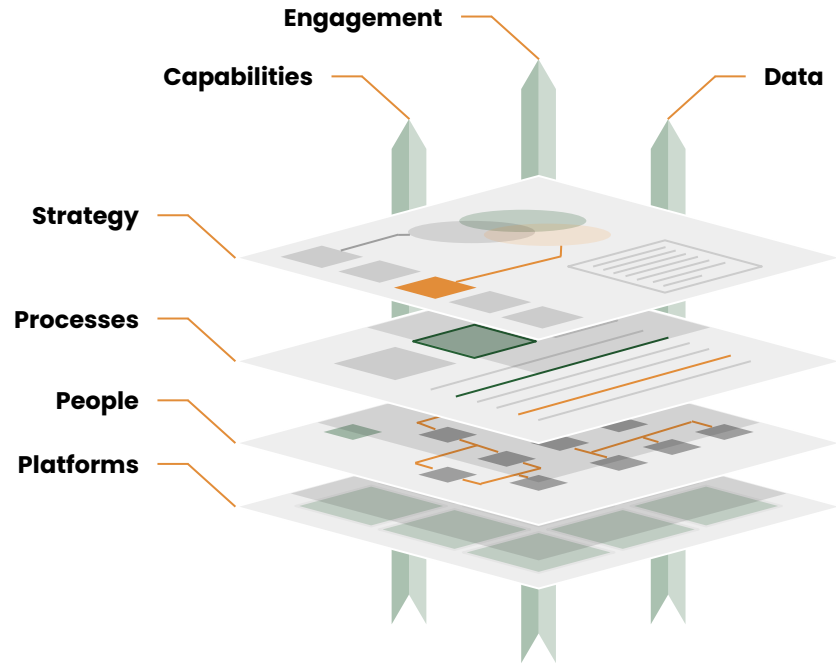 Engagement
Capabilities
Data
Strategy
Processes
People
Platforms